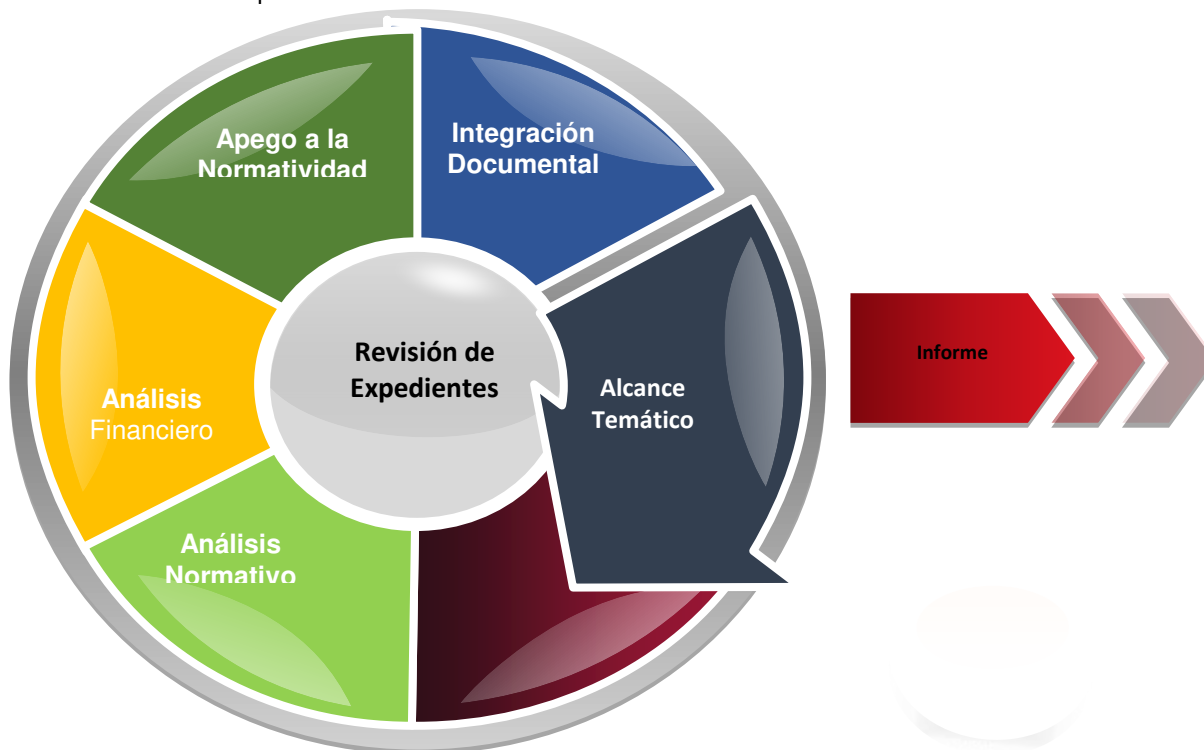 Apego a la
Normatividad
Integración
Documental
Revisión de
Expedientes
Alcance
Temático
Informe
Análisis
Financiero
Análisis
Normativo